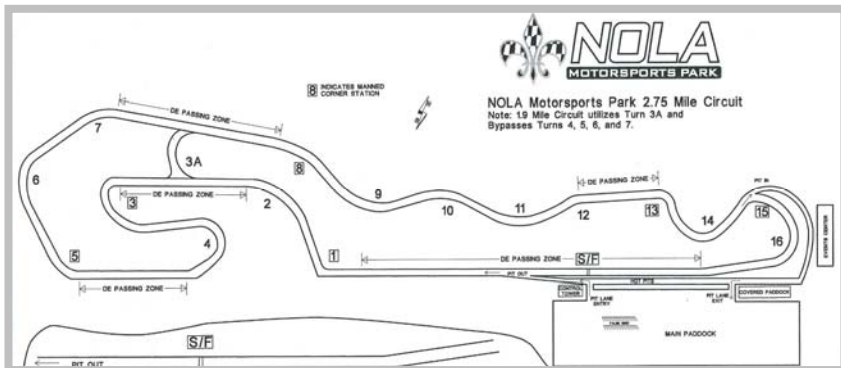 NOLA
MOTORSPORTS PARK
8 INDICATES MANNED
CORNER STATION
NOLA Motorsports Park 2.75 Mile Circuit
Note: 1.9 Mile Circuit utilizes Turn 3A and
Bypasses Turns 4, 5, 6, and 7.
DE PASSING ZONE
7
3A
8
6
DE PASSING ZONE
3
2
9
10
11
DE PASSING ZONE
12
13
14
PIT IN
15
16
EVENTS CENTER
4
5
1
DE PASSING ZONE
S/F
DE PASSING ZONE
PIT OUT
HOT PITS
CONTROL
TOWER
PIT LANE
ENTRY
PIT LANE
EXIT
COVERED PADDOCK
MAIN PADDOCK
S/F
PIT OUT